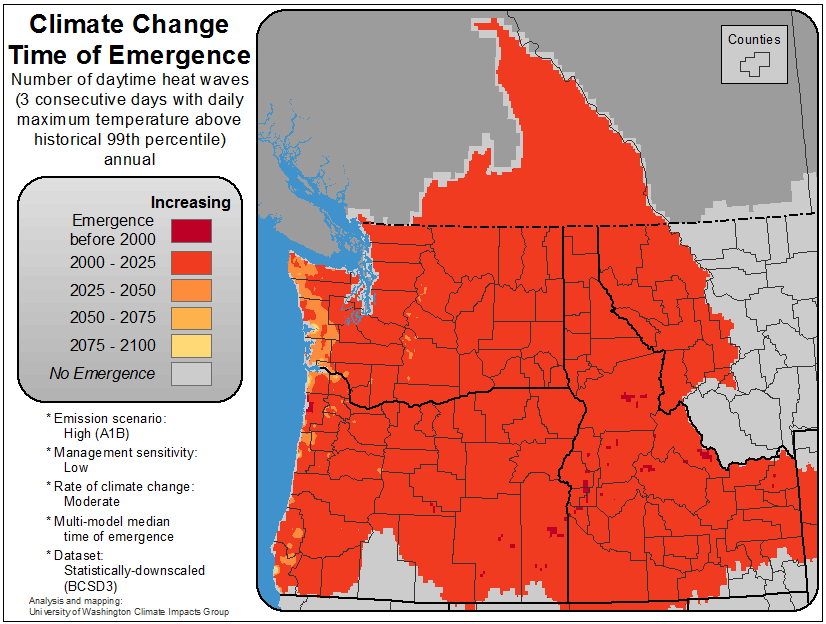 Climate Change
Time of Emergence
Number of daytime heat waves
(3 consecutive days with daily
maximum temperature above
historical 99th percentile)
annual
Increasing
Emergence
before 2000
2000 - 2025
2025 - 2050
2050 - 2075
2075 - 2100
No Emergence
* Emission scenario:
High (A1B)
* Management sensitivity:
Low
* Rate of climate change:
Moderate
* Multi-model median
time of emergence
* Dataset:
Statistically-downscaled
(BCSD3)
Analysis and mapping:
University of Washington Climate Impacts Group
Counties